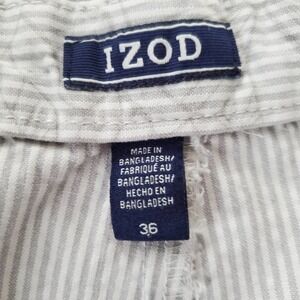 IZOD
MADE IN
BANGLADESH/
FABRIQUÉ AU
BANGLADESH/
HECHO EN
BANGLADESH
36